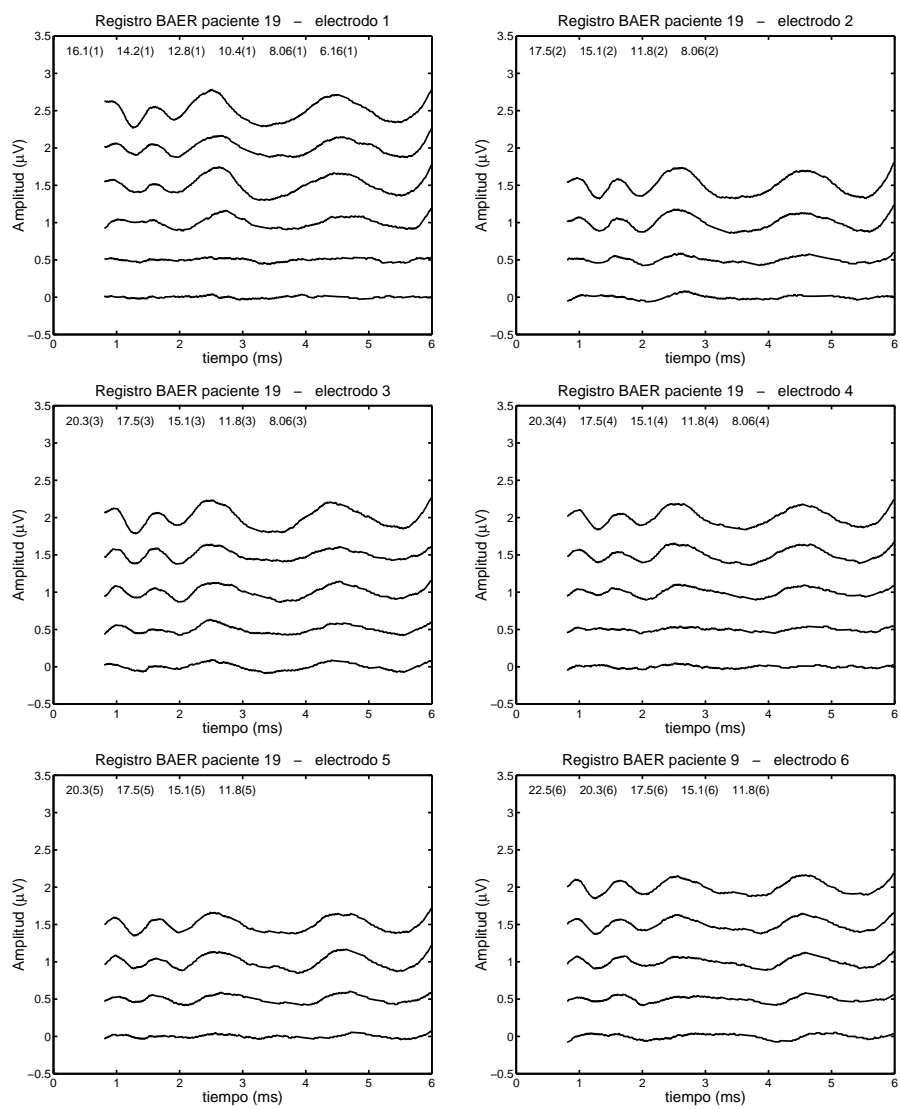 Registro BAER paciente 19 – electrodo 1
16.1(1) 14.2(1) 12.8(1) 10.4(1) 8.06(1) 6.16(1)
3.5
3
2.5
2
1.5
1
0.5
0
−0.5
Amplitud (μV)
0 1 2 3 4 5 6
tiempo (ms)
Registro BAER paciente 19 – electrodo 2
17.5(2) 15.1(2) 11.8(2) 8.06(2)
3.5
3
2.5
2
1.5
1
0.5
0
−0.5
Amplitud (μV)
0 1 2 3 4 5 6
tiempo (ms)
Registro BAER paciente 19 – electrodo 3
20.3(3) 17.5(3) 15.1(3) 11.8(3) 8.06(3)
3.5
3
2.5
2
1.5
1
0.5
0
−0.5
Amplitud (μV)
0 1 2 3 4 5 6
tiempo (ms)
Registro BAER paciente 19 – electrodo 4
20.3(4) 17.5(4) 15.1(4) 11.8(4) 8.06(4)
3.5
3
2.5
2
1.5
1
0.5
0
−0.5
Amplitud (μV)
0 1 2 3 4 5 6
tiempo (ms)
Registro BAER paciente 19 – electrodo 5
20.3(5) 17.5(5) 15.1(5) 11.8(5)
3.5
3
2.5
2
1.5
1
0.5
0
−0.5
Amplitud (μV)
0 1 2 3 4 5 6
tiempo (ms)
Registro BAER paciente 9 – electrodo 6
22.5(6) 20.3(6) 17.5(6) 15.1(6) 11.8(6)
3.5
3
2.5
2
1.5
1
0.5
0
−0.5
Amplitud (μV)
0 1 2 3 4 5 6
tiempo (ms)